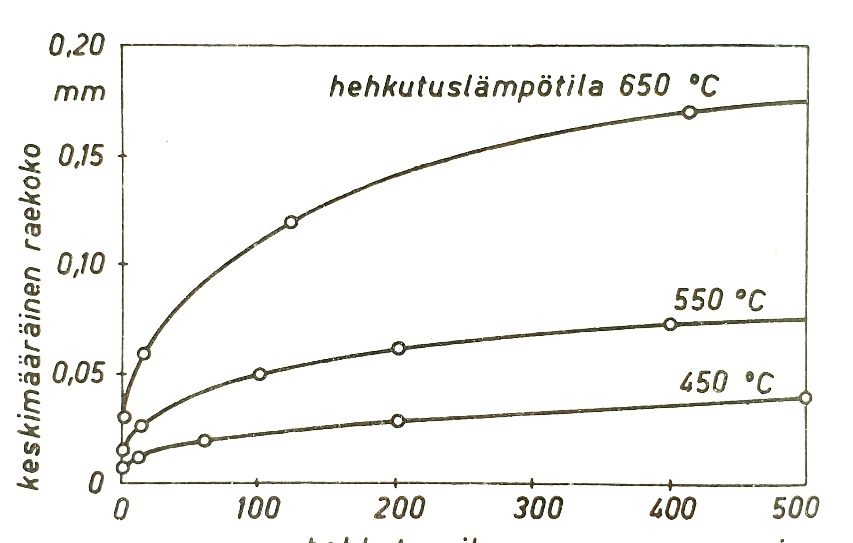 0,20
mm
hehkutuslämpötila 650 °C
0,15
0,10
550 °C
0,05
450 °C
0
keskimääräinen raekoko
0 100 200 300 400 500